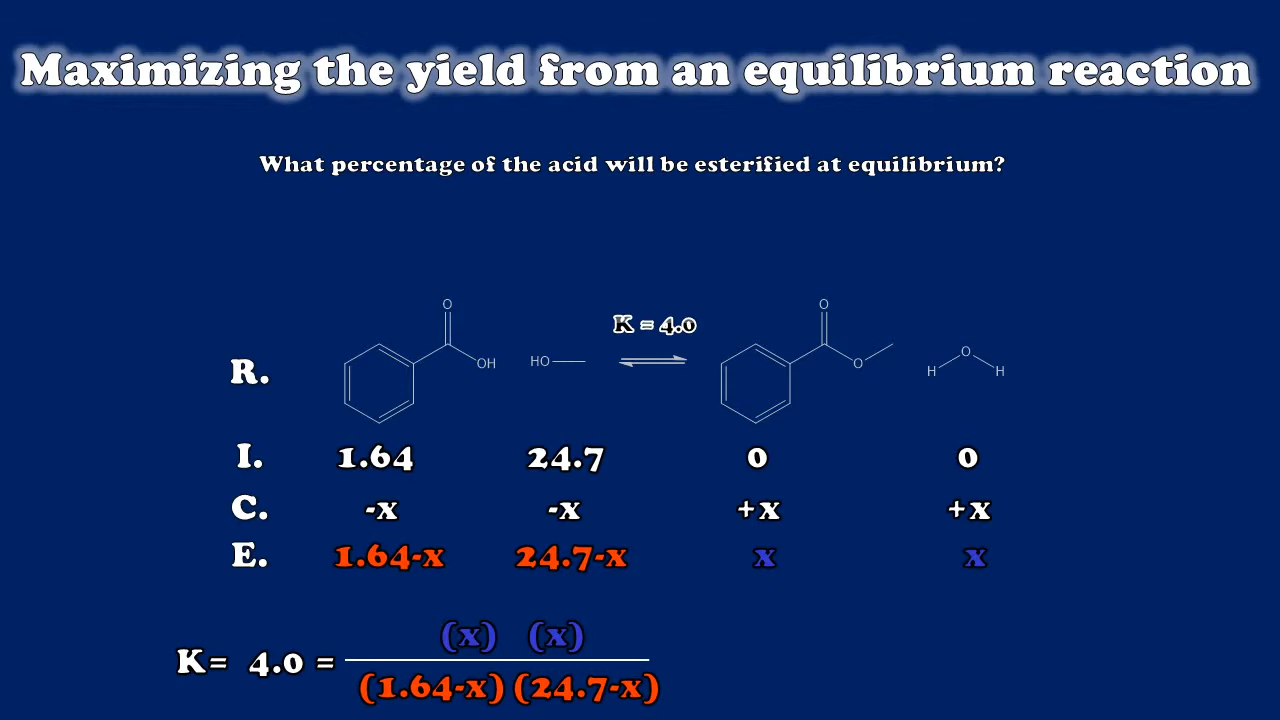 Maximizing the yield from an equilibrium reaction
What percentage of the acid will be esterified at equilibrium?
K = 4.0
R. O OH HO O O H O H
I. 1.64 24.7 0 0
C. -x -x +x +x
E. 1.64-x 24.7-x x x
(x) (x)
K= 4.0 =
(1.64-x) (24.7-x)